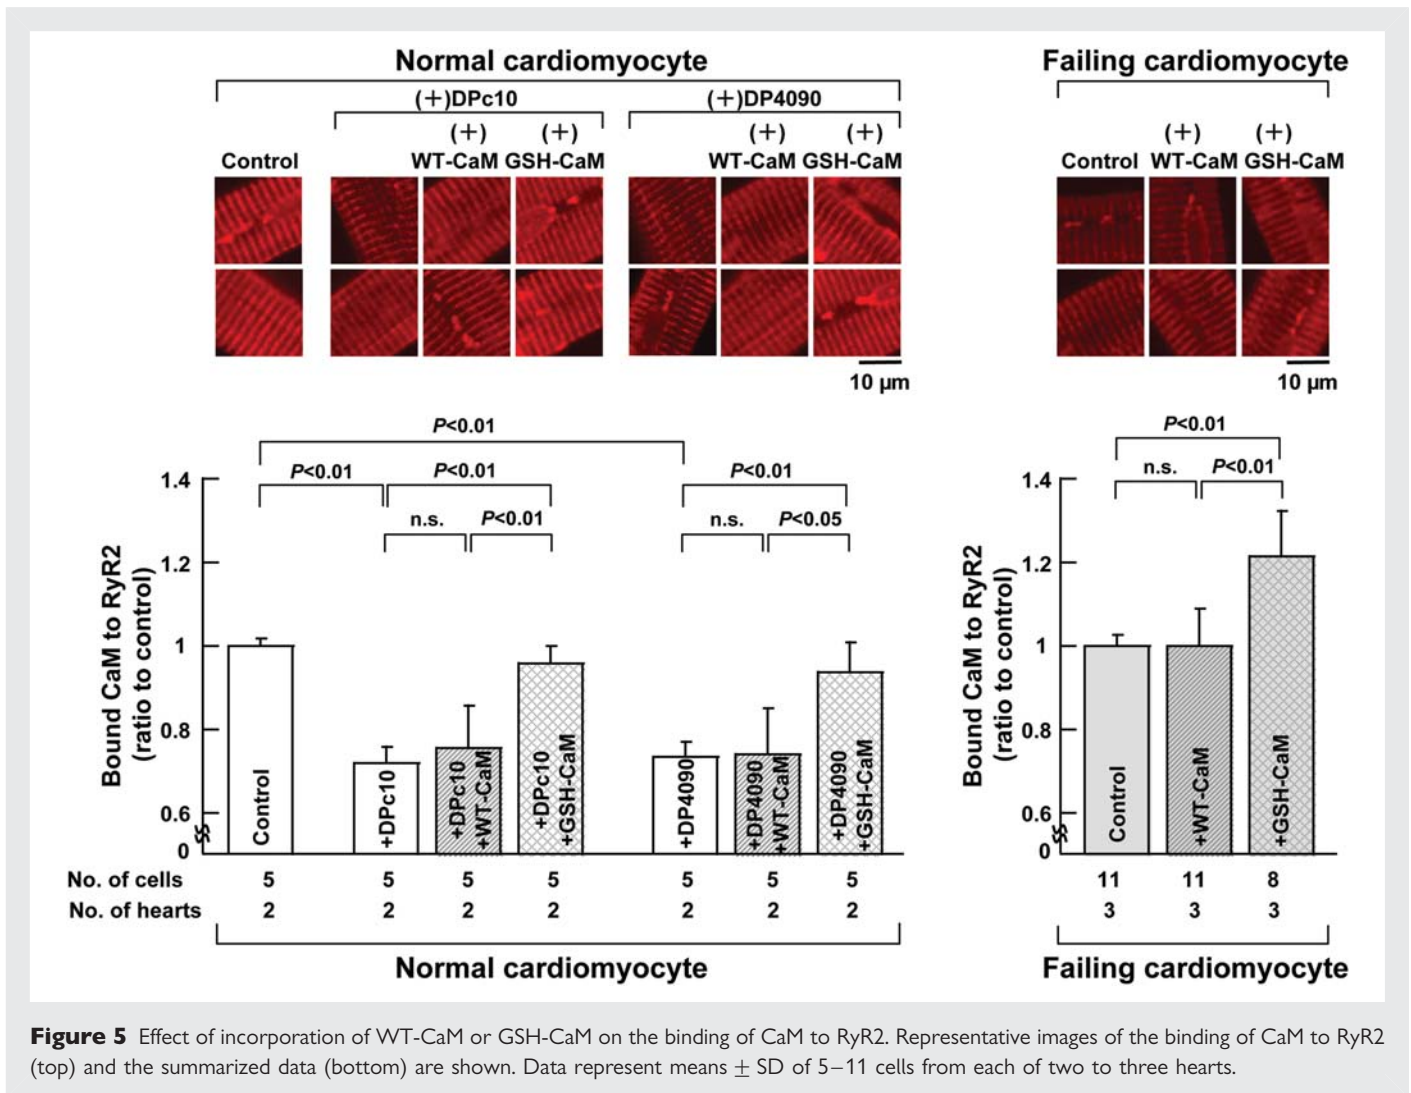 Normal cardiomyocyte
(+)DPc10
(+)DP4090
(+)
(+)
(+)
(+)
Control
WT-CaM GSH-CaM
WT-CaM GSH-CaM
10 μm
Failing cardiomyocyte
(+)
(+)
Control WT-CaM GSH-CaM
10 μm
P<0.01
P<0.01
P<0.01
P<0.01
n.s.
P<0.01
n.s.
P<0.05
Bound CaM to RyR2
(ratio to control)
1.4
1.2
1
0.8
0.6
0
Control
+DPc10
+DPc10
+WT-CaM
+DPc10
+GSH-CaM
+DP4090
+DP4090
+WT-CaM
+DP4090
+GSH-CaM
No. of cells 5 5 5 5 5 5 5
No. of hearts 2 2 2 2 2 2 2
Normal cardiomyocyte
P<0.01
n.s.
P<0.01
Bound CaM to RyR2
(ratio to control)
1.4
1.2
1
0.8
0.6
0
Control
+WT-CaM
+GSH-CaM
11 11 8
3 3 3
Failing cardiomyocyte
Figure 5 Effect of incorporation of WT-CaM or GSH-CaM on the binding of CaM to RyR2. Representative images of the binding of CaM to RyR2
(top) and the summarized data (bottom) are shown. Data represent means ± SD of 5–11 cells from each of two to three hearts.